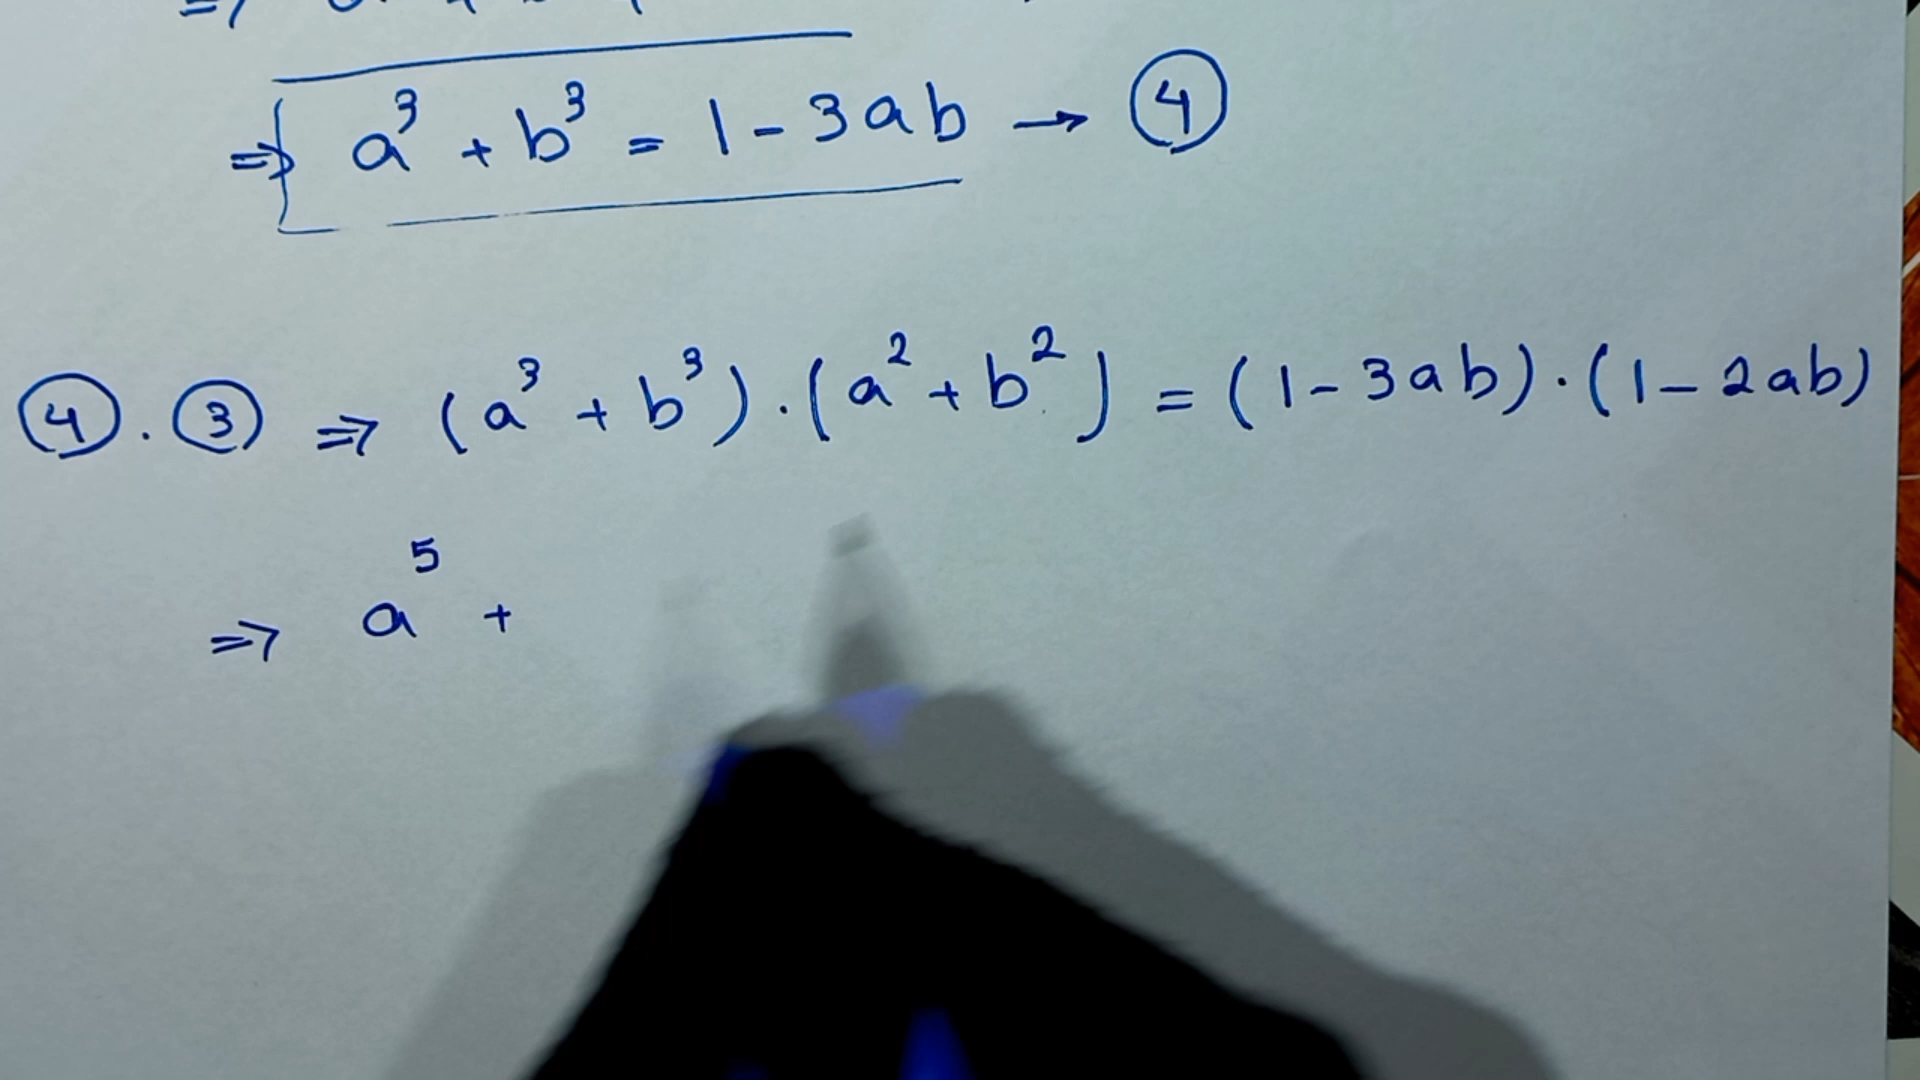 ⇒ a³ + b³ = 1 - 3ab → ④
④ . ③ ⇒ (a³ + b³) . (a² + b²) = (1 - 3ab) . (1 - 2ab)
⇒ a⁵ +